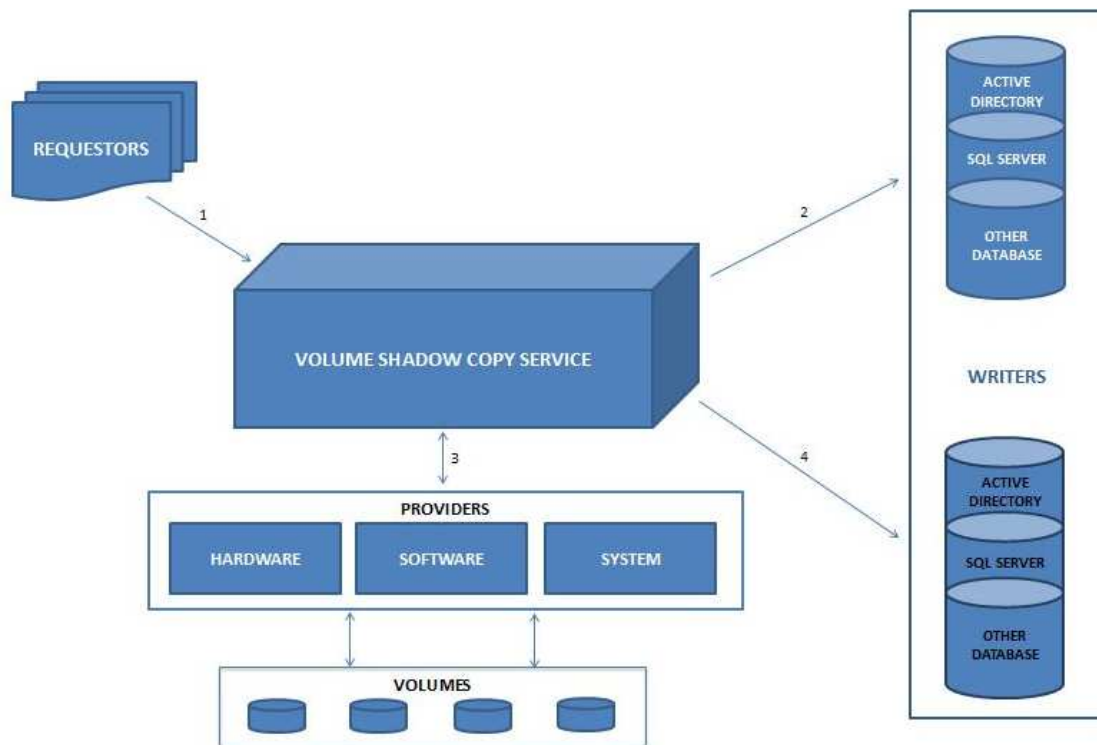 REQUESTORS
1
VOLUME SHADOW COPY SERVICE
2
3
4
PROVIDERS
HARDWARE
SOFTWARE
SYSTEM
VOLUMES
ACTIVE
DIRECTORY
SQL SERVER
OTHER
DATABASE
WRITERS
ACTIVE
DIRECTORY
SQL SERVER
OTHER
DATABASE